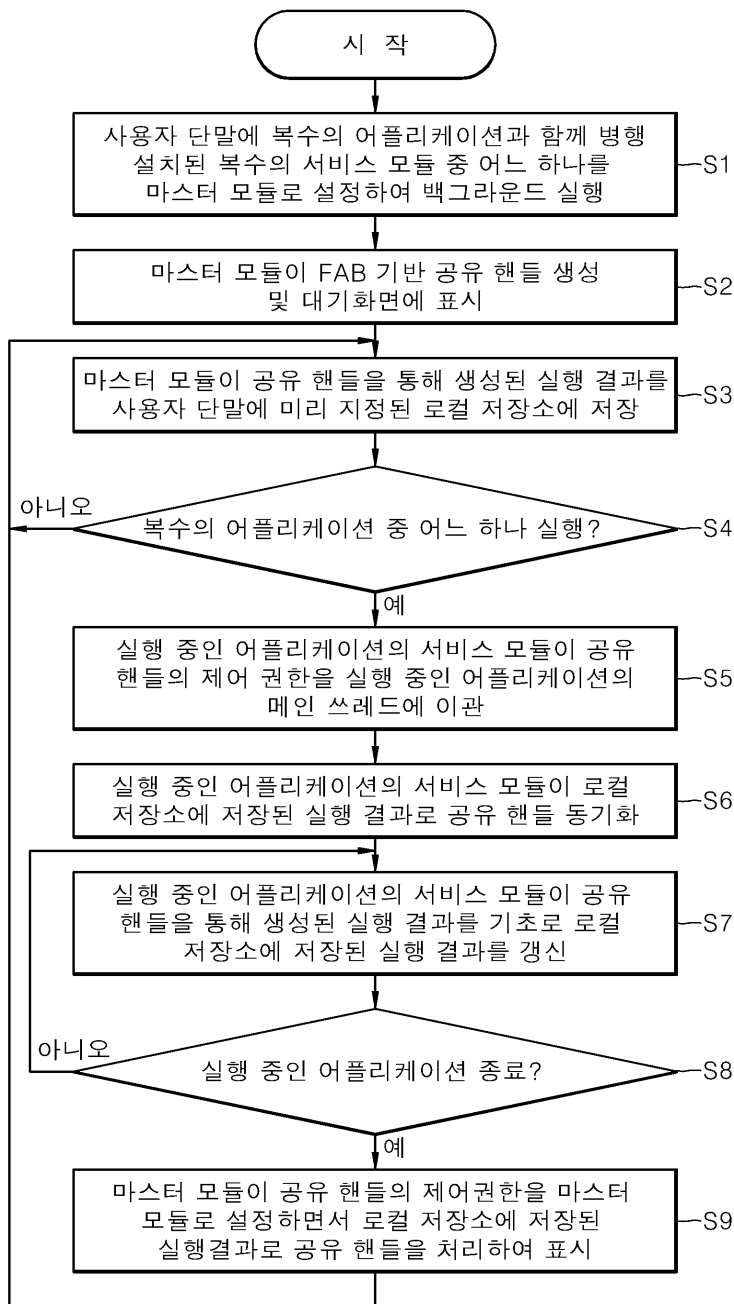 시 작
사용자 단말에 복수의 어플리케이션과 함께 병행
설치된 복수의 서비스 모듈 중 어느 하나를
마스터 모듈로 설정하여 백그라운드 실행
S1
마스터 모듈이 FAB 기반 공유 핸들 생성
및 대기화면에 표시
S2
마스터 모듈이 공유 핸들을 통해 생성된 실행 결과를
사용자 단말에 미리 지정된 로컬 저장소에 저장
S3
아니오
복수의 어플리케이션 중 어느 하나 실행?
S4
예
실행 중인 어플리케이션의 서비스 모듈이 공유
핸들의 제어 권한을 실행 중인 어플리케이션의
메인 쓰레드에 이관
S5
실행 중인 어플리케이션의 서비스 모듈이 로컬
저장소에 저장된 실행 결과로 공유 핸들 동기화
S6
실행 중인 어플리케이션의 서비스 모듈이 공유
핸들을 통해 생성된 실행 결과를 기초로 로컬
저장소에 저장된 실행 결과를 갱신
S7
아니오
실행 중인 어플리케이션 종료?
S8
예
마스터 모듈이 공유 핸들의 제어권한을 마스터
모듈로 설정하면서 로컬 저장소에 저장된
실행결과로 공유 핸들을 처리하여 표시
S9